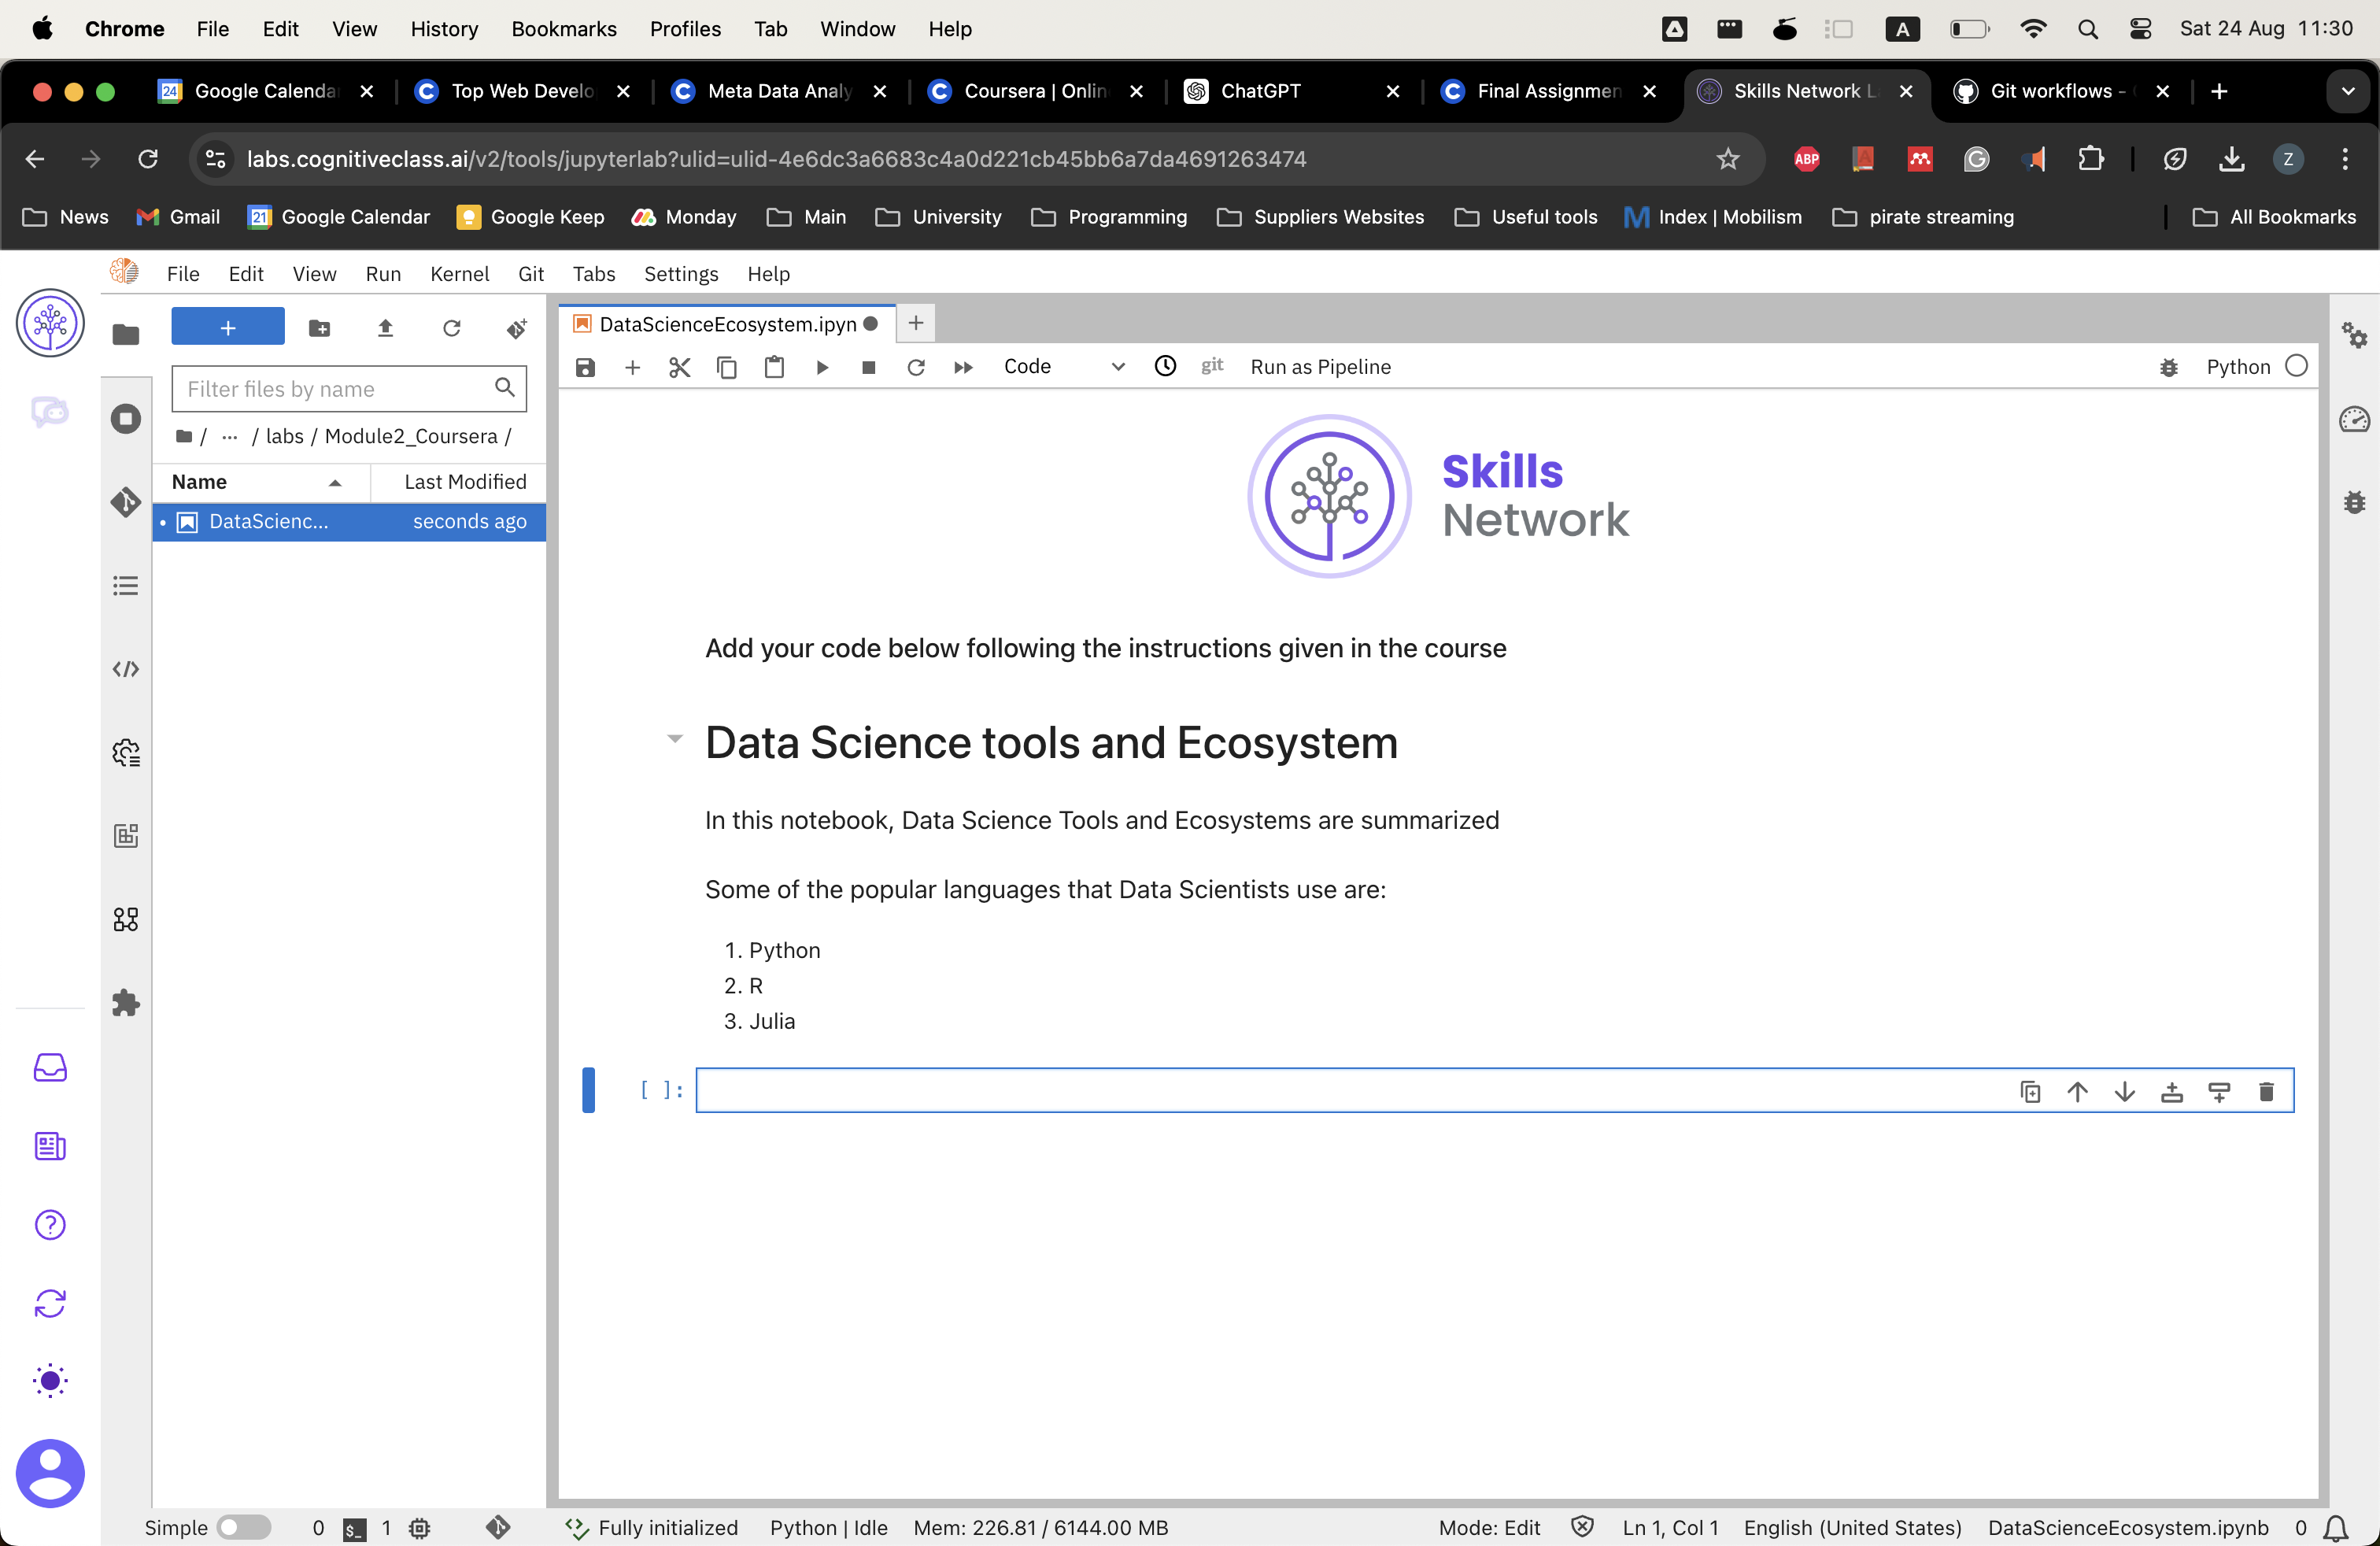 Chrome File Edit View History Bookmarks Profiles Tab Window Help A Sat 24 Aug 11:30
24 Google Calenda Top Web Develo Meta Data Analy Coursera | Onlin ChatGPT Final Assignmen Skills Network L Git workflows -
labs.cognitiveclass.ai/v2/tools/jupyterlab?ulid=ulid-4e6dc3a6683c4a0d221cb45bb6a7da4691263474 ABP Z
News Gmail 21 Google Calendar Google Keep Monday Main University Programming Suppliers Websites Useful tools Index | Mobilism pirate streaming All Bookmarks
File Edit View Run Kernel Git Tabs Settings Help
DataScienceEcosystem.ipyn
Code git Run as Pipeline Python
Filter files by name
/ ... / labs / Module2_Coursera /
Name Last Modified
DataScienc... seconds ago
Skills
Network
Add your code below following the instructions given in the course
Data Science tools and Ecosystem
In this notebook, Data Science Tools and Ecosystems are summarized
Some of the popular languages that Data Scientists use are:
1. Python
2. R
3. Julia
[ ]:
Simple 0 $_ 1 Fully initialized Python | Idle Mem: 226.81 / 6144.00 MB Mode: Edit Ln 1, Col 1 English (United States) DataScienceEcosystem.ipynb 0